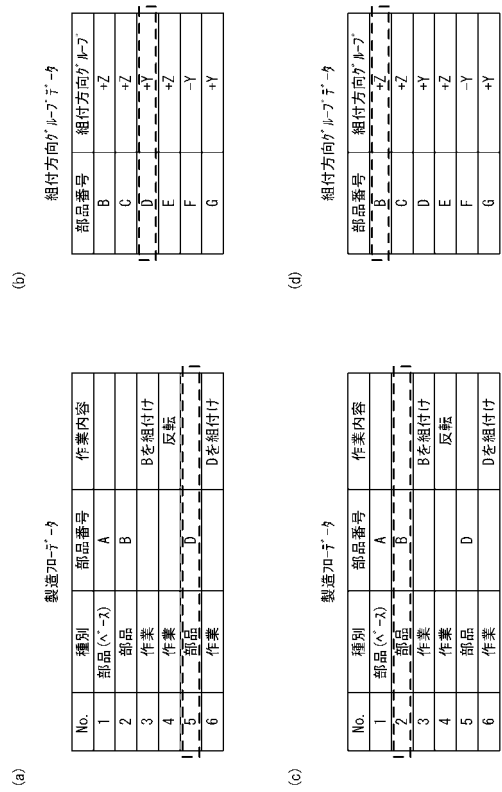 (a)
製造フローデータ
No. 種別 部品番号 作業内容
1 部品(ベース) A
2 部品 B
3 作業 Bを組付け
4 作業 反転
5 部品 D
6 作業 Dを組付け
(b)
組付方向グループデータ
部品番号 組付方向グループ
B +Z
C +Z
D +Y
E +Z
F -Y
G +Y
(c)
製造フローデータ
No. 種別 部品番号 作業内容
1 部品(ベース) A
2 部品 B
3 作業 Bを組付け
4 作業 反転
5 部品 D
6 作業 Dを組付け
(d)
組付方向グループデータ
部品番号 組付方向グループ
B +Z
C +Z
D +Y
E +Z
F -Y
G +Y